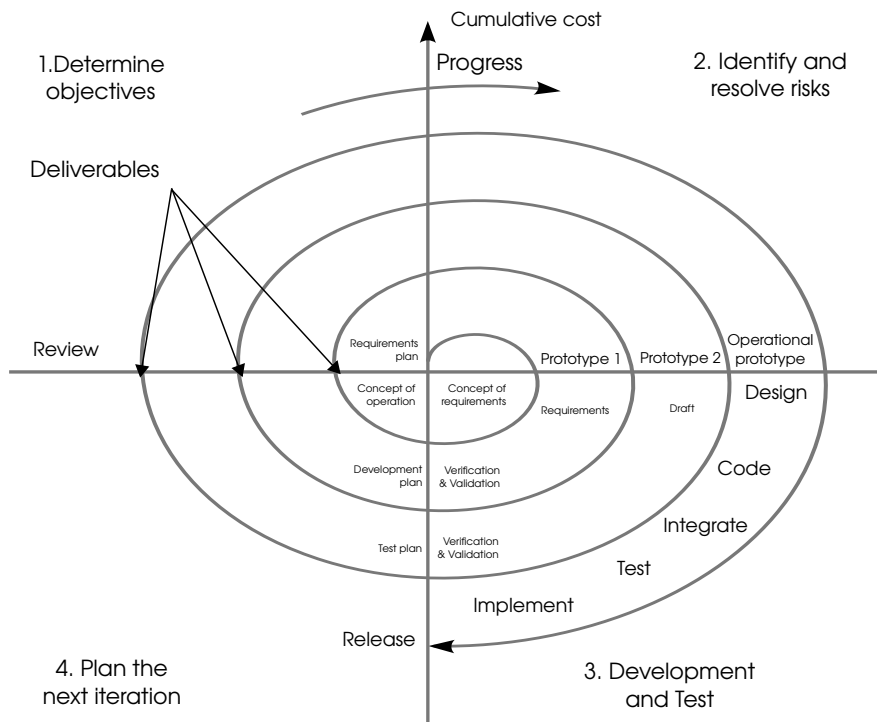 Cumulative cost
1.Determine
objectives
Progress
2. Identify and
resolve risks
Deliverables
Review
Requirements
plan
Prototype 1
Prototype 2
Operational
prototype
Concept of
operation
Concept of
requirements
Requirements
Draft
Design
Development
plan
Verification
& Validation
Code
Test plan
Verification
& Validation
Integrate
Test
Implement
Release
4. Plan the
next iteration
3. Development
and Test